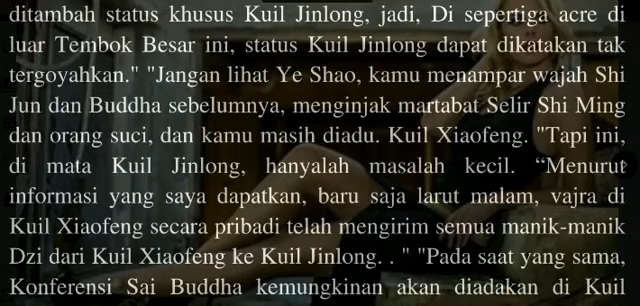 ditambah status khusus Kuil Jinlong, jadi, Di sepertiga acre di
luar Tembok Besar ini, status Kuil Jinlong dapat dikatakan tak
tergoyahkan." "Jangan lihat Ye Shao, kamu menampar wajah Shi
Jun dan Buddha sebelumnya, menginjak martabat Selir Shi Ming
dan orang suci, dan kamu masih diadu. Kuil Xiaofeng. "Tapi ini,
di mata Kuil Jinlong, hanyalah masalah kecil. “Menurut
informasi yang saya dapatkan, baru saja larut malam, vajra di
Kuil Xiaofeng secara pribadi telah mengirim semua manik-manik
Dzi dari Kuil Xiaofeng ke Kuil Jinlong. . " "Pada saat yang sama,
Konferensi Sai Buddha kemungkinan akan diadakan di Kuil